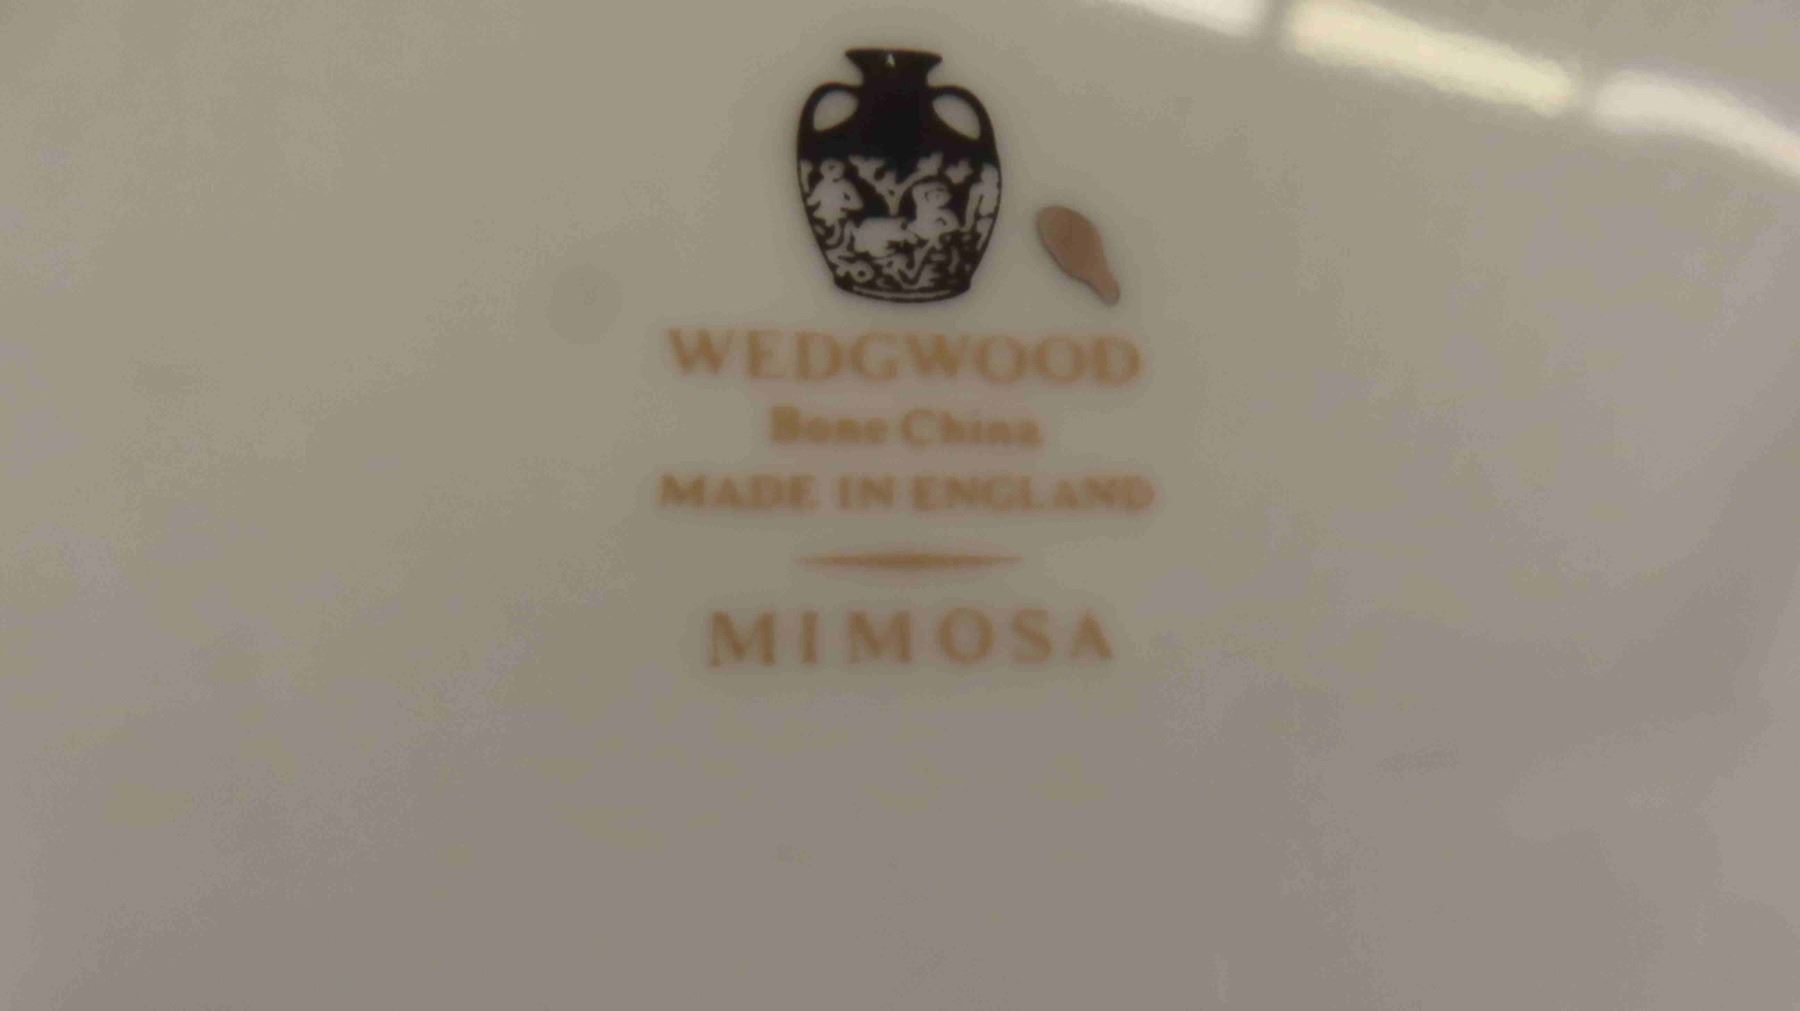 WEDGWOOD
Bone China
MADE IN ENGLAND
MIMOSA